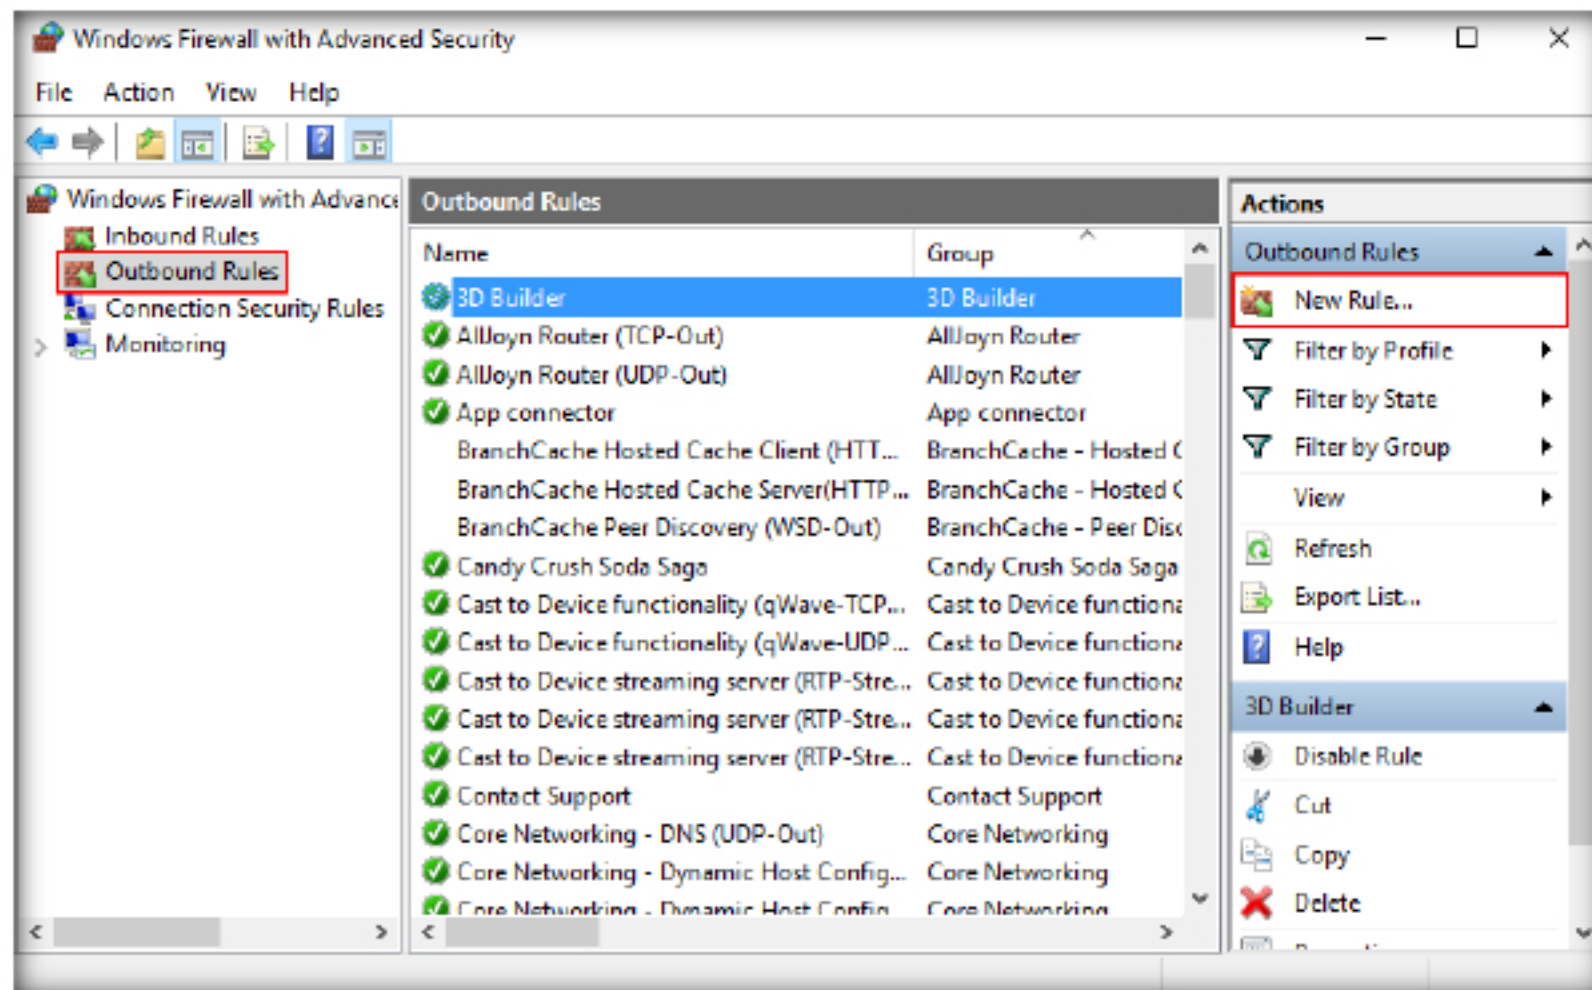 Windows Firewall with Advanced Security
File Action View Help
Windows Firewall with Advance
Inbound Rules
Outbound Rules
Connection Security Rules
Monitoring
Outbound Rules
Name Group
3D Builder 3D Builder
AllJoyn Router (TCP-Out) AllJoyn Router
AllJoyn Router (UDP-Out) AllJoyn Router
App connector App connector
BranchCache Hosted Cache Client (HTT... BranchCache - Hosted C
BranchCache Hosted Cache Server(HTTP... BranchCache - Hosted C
BranchCache Peer Discovery (WSD-Out) BranchCache - Peer Disc
Candy Crush Soda Saga Candy Crush Soda Saga
Cast to Device functionality (qWave-TCP... Cast to Device functiona
Cast to Device functionality (qWave-UDP... Cast to Device functiona
Cast to Device streaming server (RTP-Stre... Cast to Device functiona
Cast to Device streaming server (RTP-Stre... Cast to Device functiona
Cast to Device streaming server (RTP-Stre... Cast to Device functiona
Contact Support Contact Support
Core Networking - DNS (UDP-Out) Core Networking
Core Networking - Dynamic Host Config... Core Networking
Core Networking - Dynamic Host Config Core Networking
Actions
Outbound Rules
New Rule...
Filter by Profile
Filter by State
Filter by Group
View
Refresh
Export List...
Help
3D Builder
Disable Rule
Cut
Copy
Delete